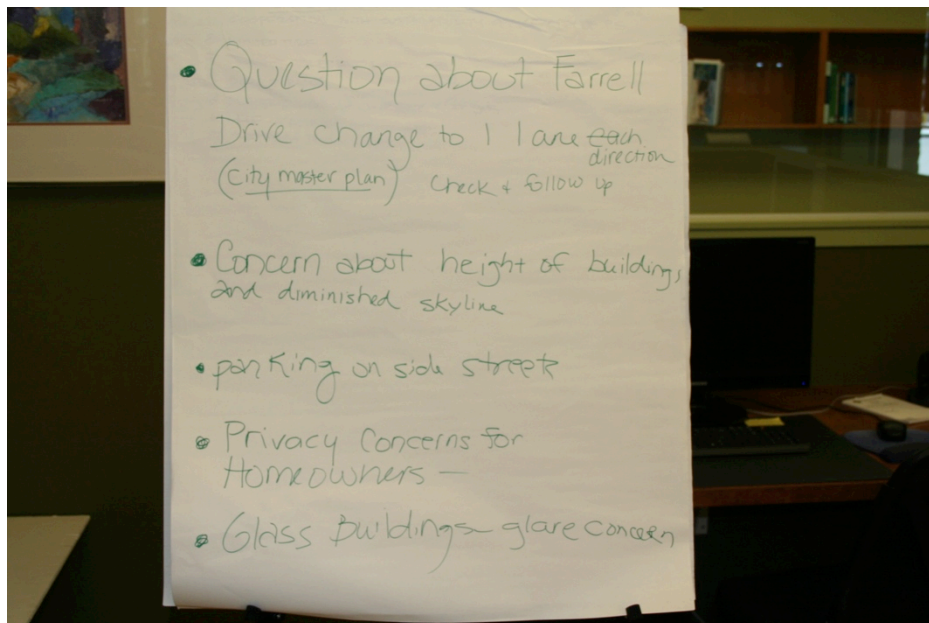 • Question about Farrell
Drive change to 1 lane each
direction
(City master plan) Check + follow up
• Concern about height of buildings
and diminished skyline
• parking on side streets
• Privacy Concerns for
Homeowners —
• Glass Buildings - glare concern